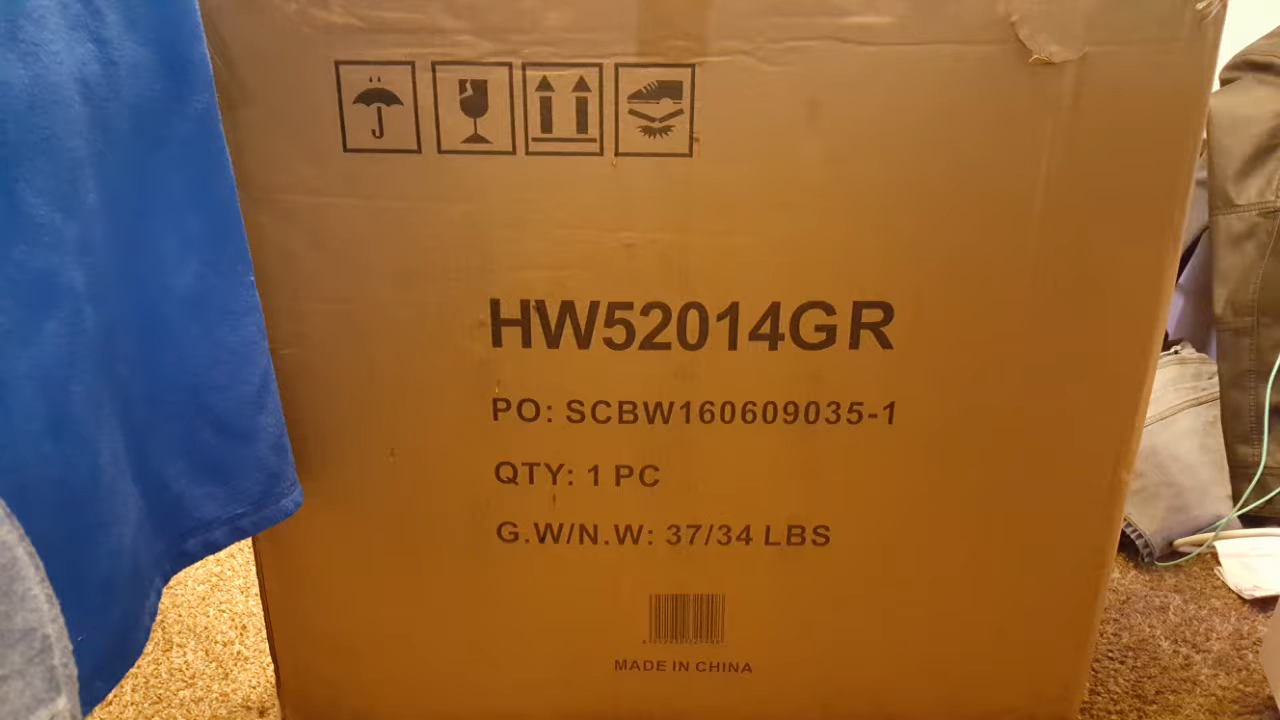 HW52014GR
PO: SCBW160609035-1
QTY: 1 PC
G.W/N.W: 37/34 LBS
MADE IN CHINA